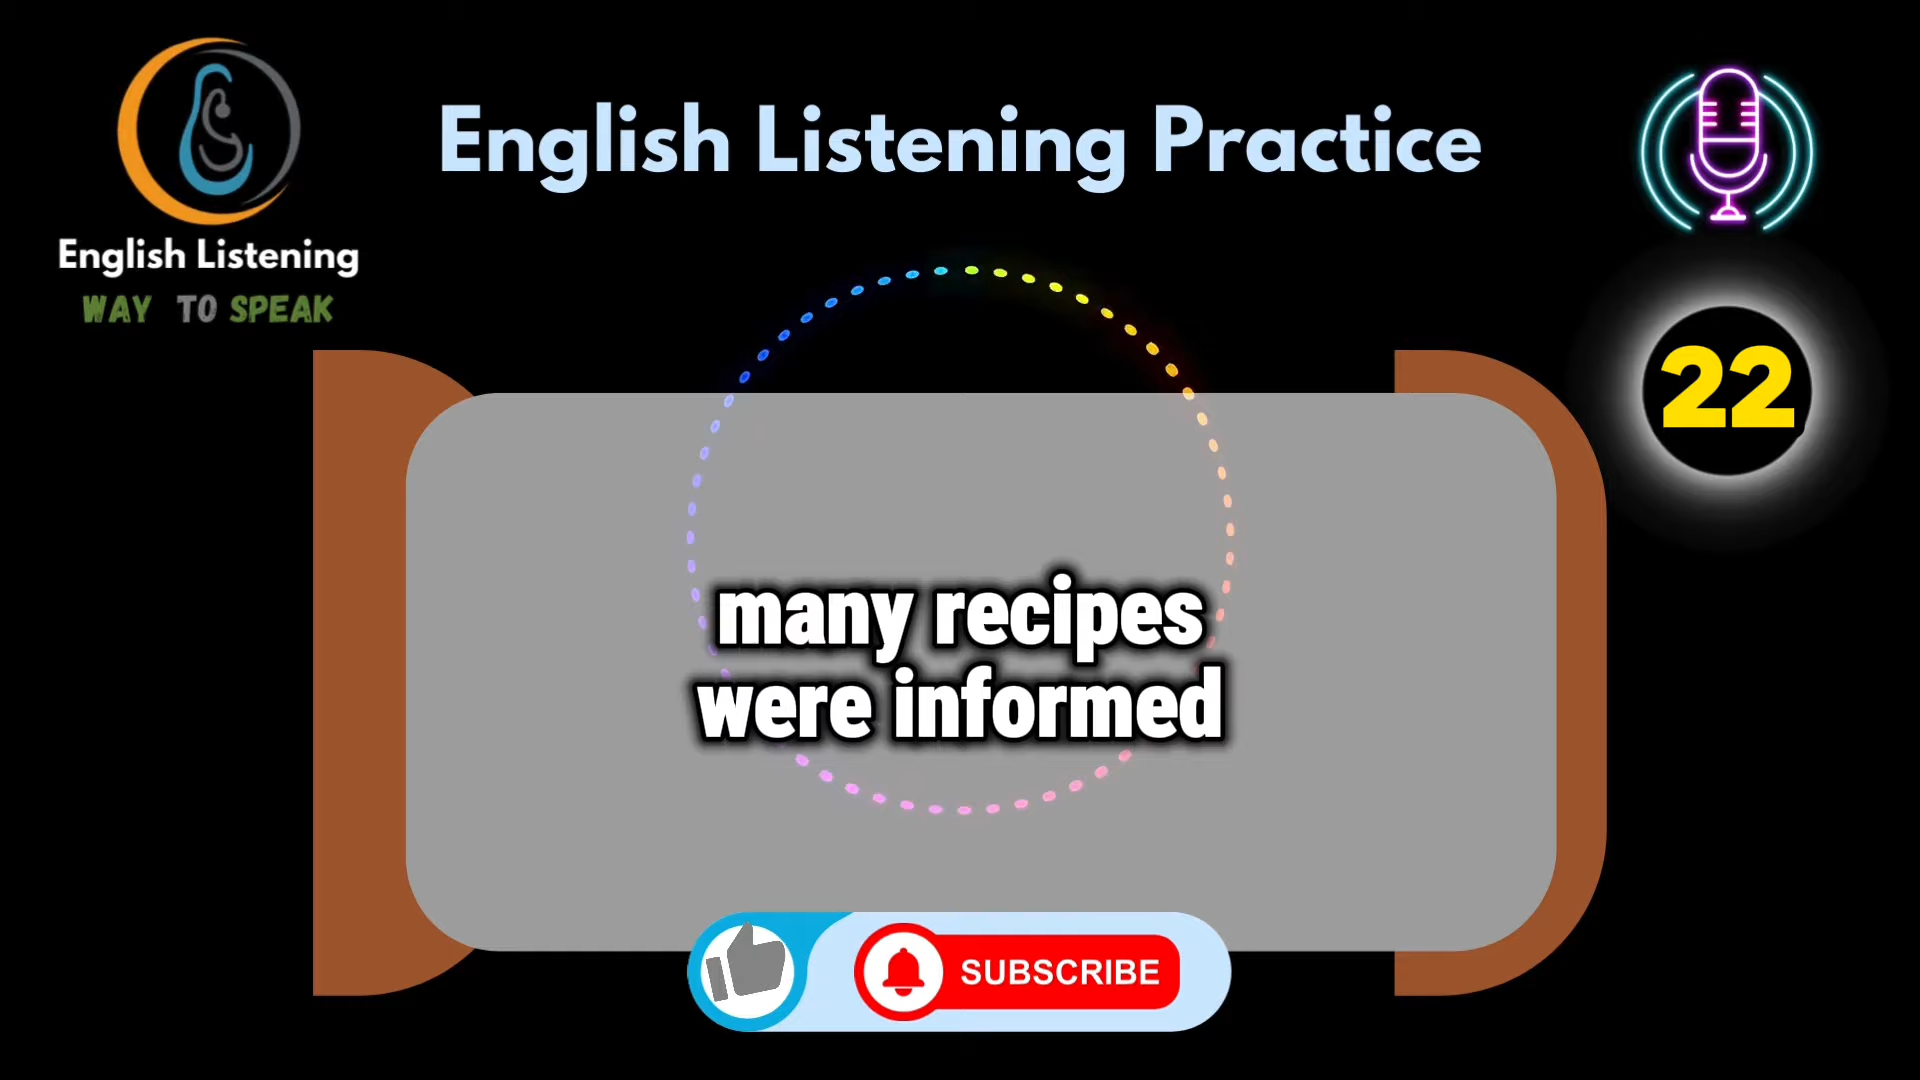 English Listening Practice
English Listening
WAY TO SPEAK
22
many recipes
were informed
SUBSCRIBE